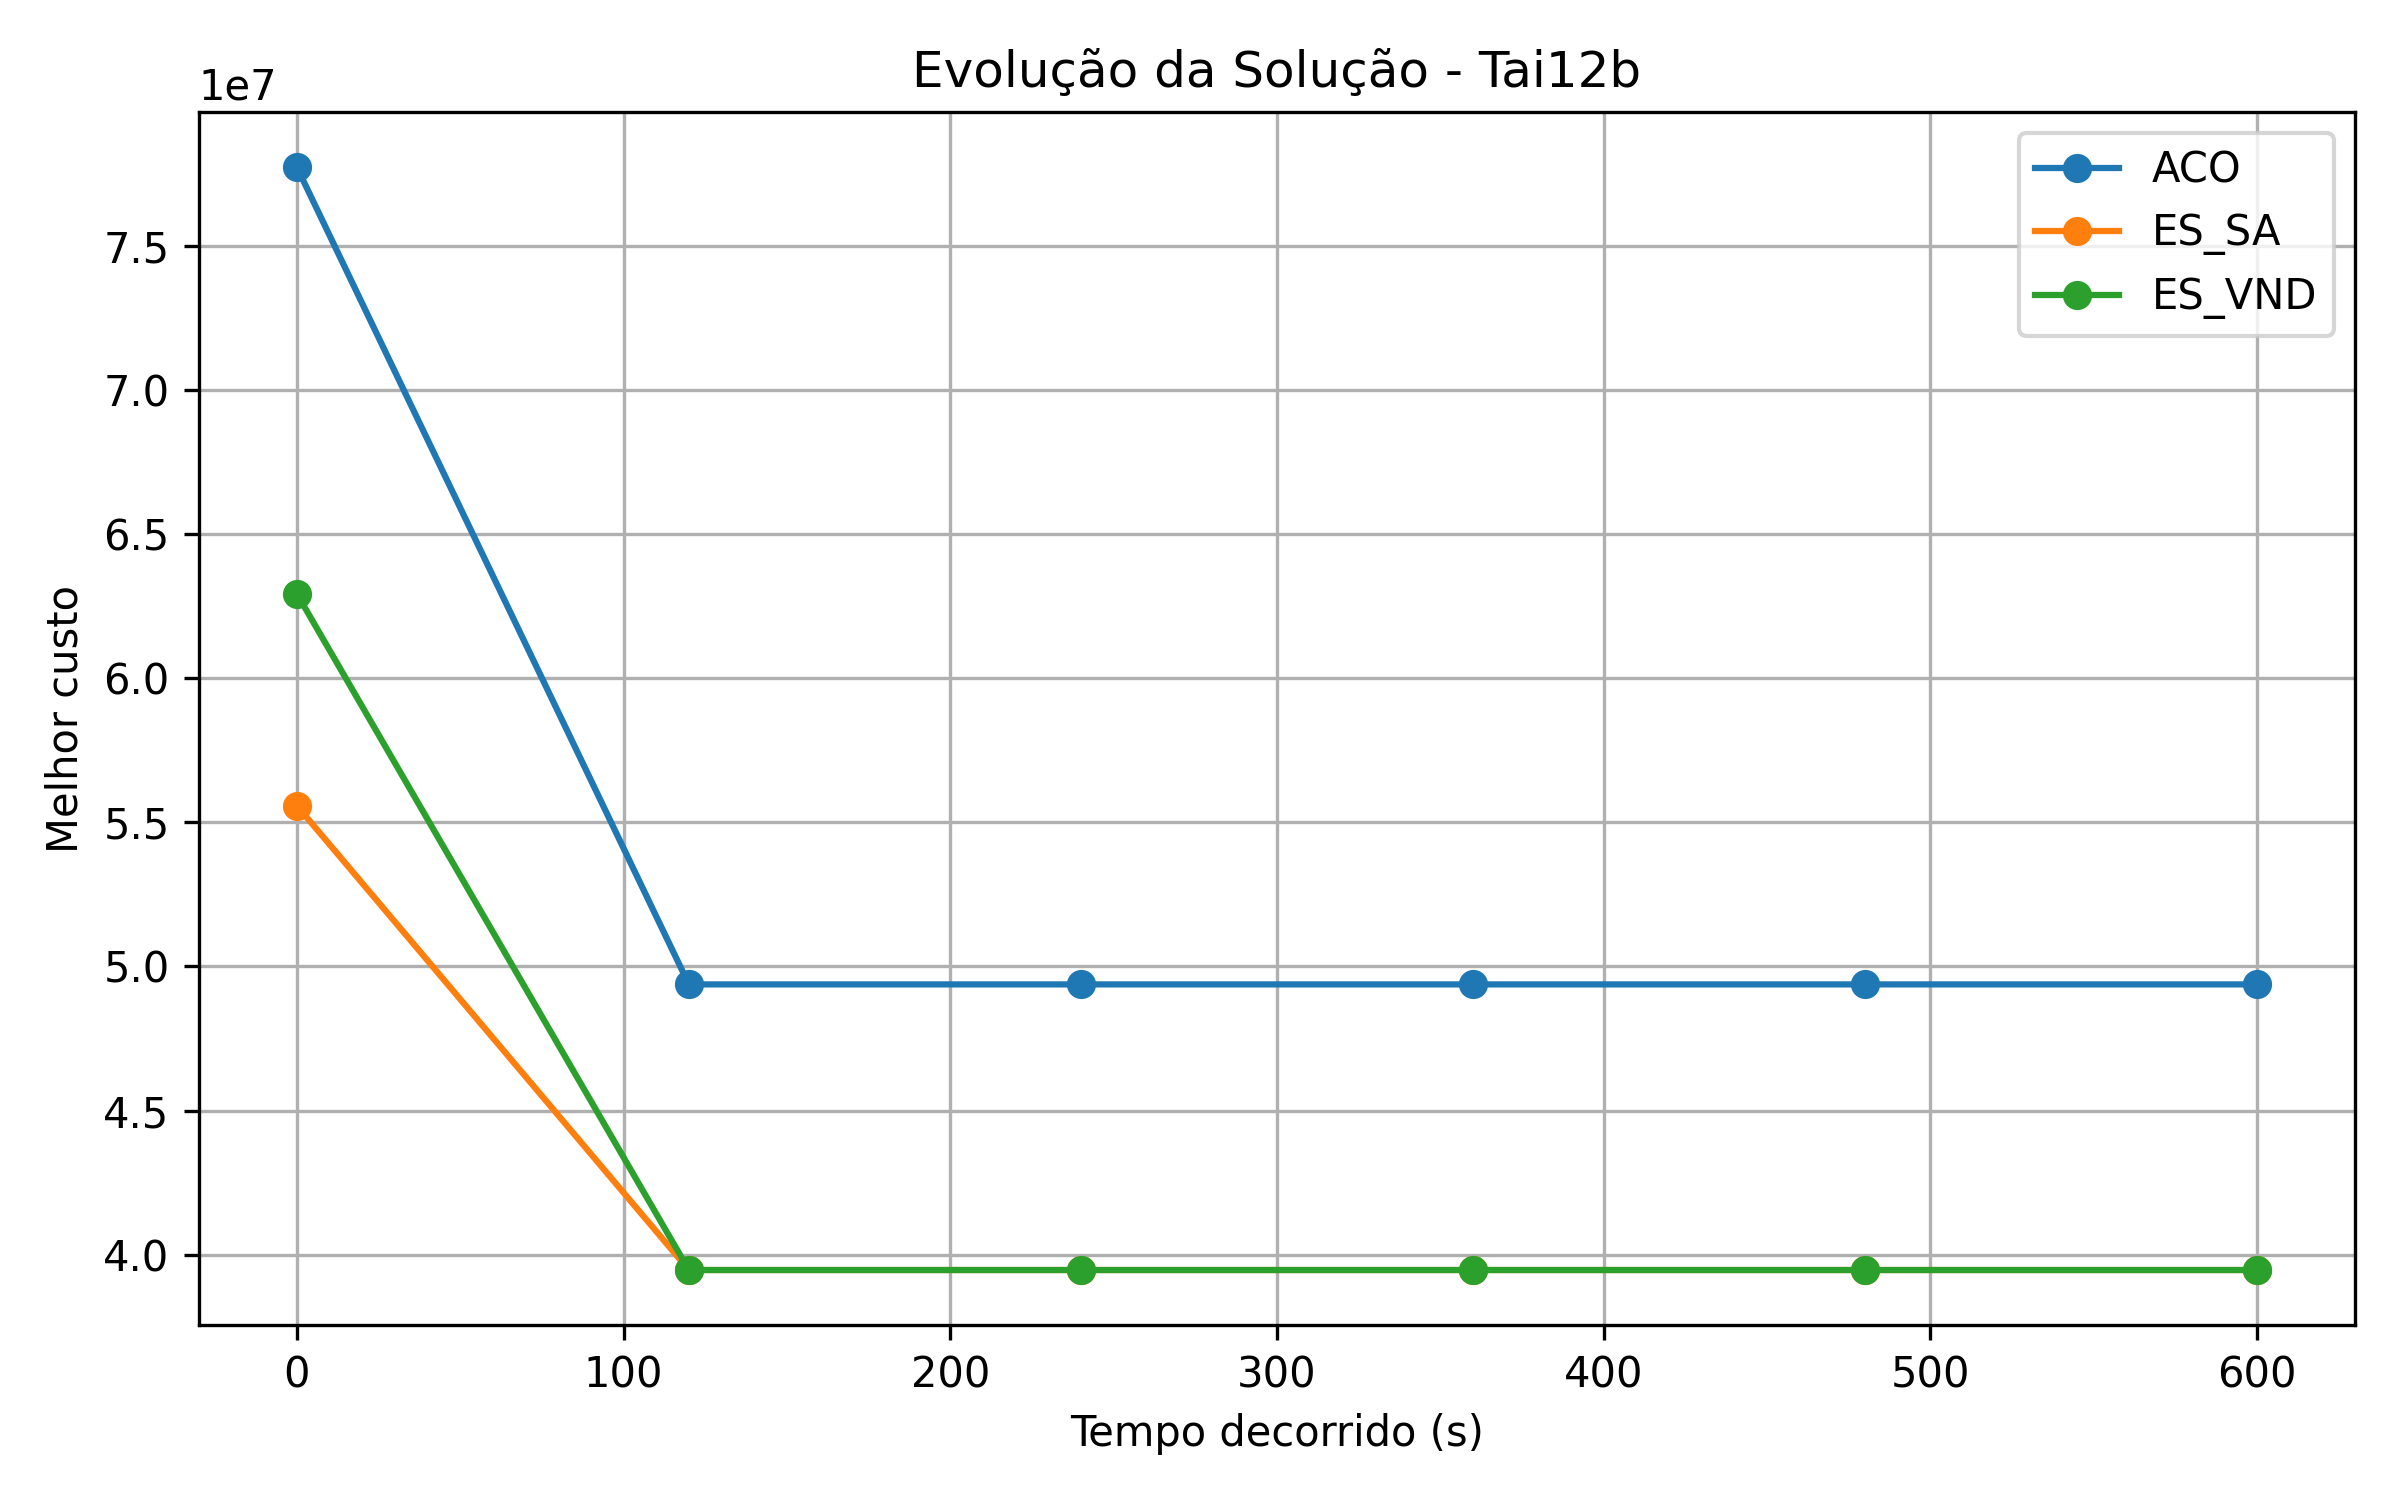 Evolução da Solução - Tai12b
1e7
ACO
ES_SA
ES_VND
7.5
7.0
6.5
6.0
5.5
5.0
4.5
4.0
Melhor custo
0 100 200 300 400 500 600
Tempo decorrido (s)